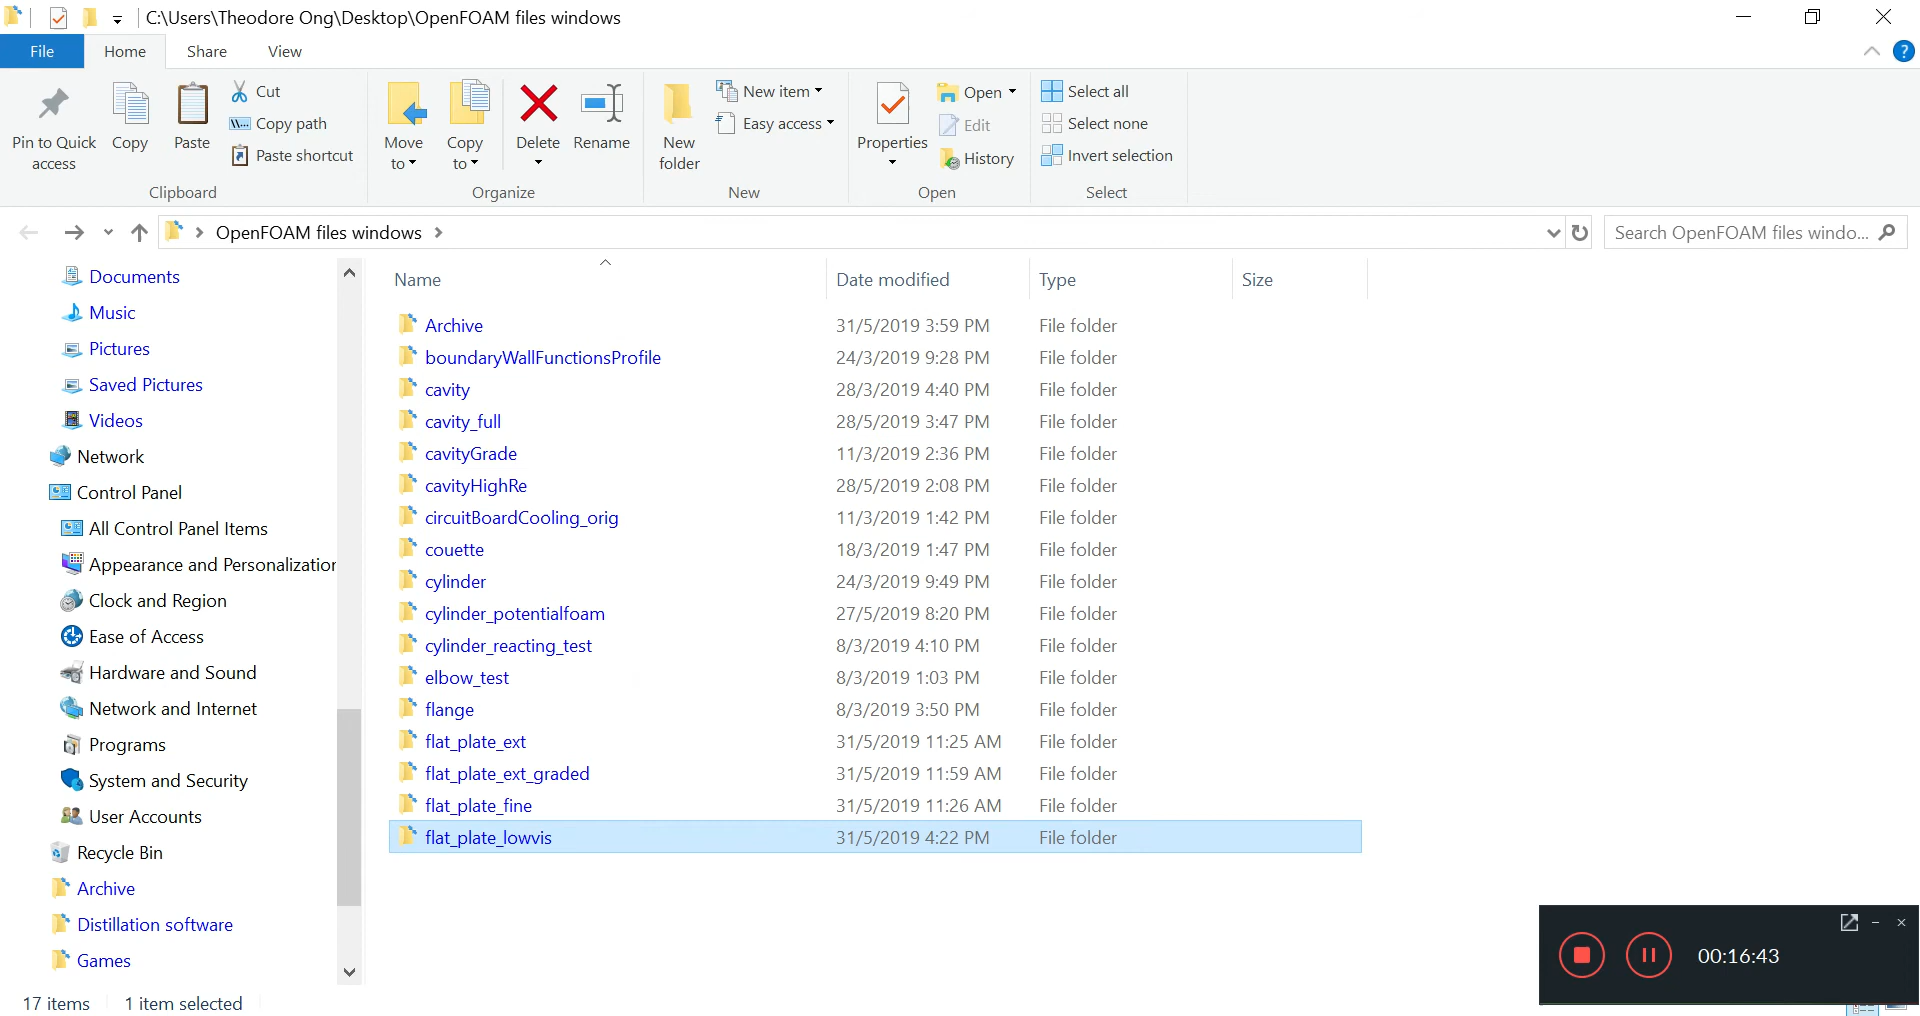 C:\Users\Theodore Ong\Desktop\OpenFOAM files windows
File Home Share View
?
Pin to Quick access
Copy
Paste
Cut
Copy path
Paste shortcut
Clipboard
Move to
Copy to
Delete
Rename
Organize
New folder
New item
Easy access
New
Properties
Open
Edit
History
Open
Select all
Select none
Invert selection
Select
OpenFOAM files windows
Search OpenFOAM files windo...
Documents
Music
Pictures
Saved Pictures
Videos
Network
Control Panel
All Control Panel Items
Appearance and Personalization
Clock and Region
Ease of Access
Hardware and Sound
Network and Internet
Programs
System and Security
User Accounts
Recycle Bin
Archive
Distillation software
Games
Name Date modified Type Size
Archive 31/5/2019 3:59 PM File folder
boundaryWallFunctionsProfile 24/3/2019 9:28 PM File folder
cavity 28/3/2019 4:40 PM File folder
cavity_full 28/5/2019 3:47 PM File folder
cavityGrade 11/3/2019 2:36 PM File folder
cavityHighRe 28/5/2019 2:08 PM File folder
circuitBoardCooling_orig 11/3/2019 1:42 PM File folder
couette 18/3/2019 1:47 PM File folder
cylinder 24/3/2019 9:49 PM File folder
cylinder_potentialfoam 27/5/2019 8:20 PM File folder
cylinder_reacting_test 8/3/2019 4:10 PM File folder
elbow_test 8/3/2019 1:03 PM File folder
flange 8/3/2019 3:50 PM File folder
flat_plate_ext 31/5/2019 11:25 AM File folder
flat_plate_ext_graded 31/5/2019 11:59 AM File folder
flat_plate_fine 31/5/2019 11:26 AM File folder
flat_plate_lowvis 31/5/2019 4:22 PM File folder
00:16:43
17 items 1 item selected